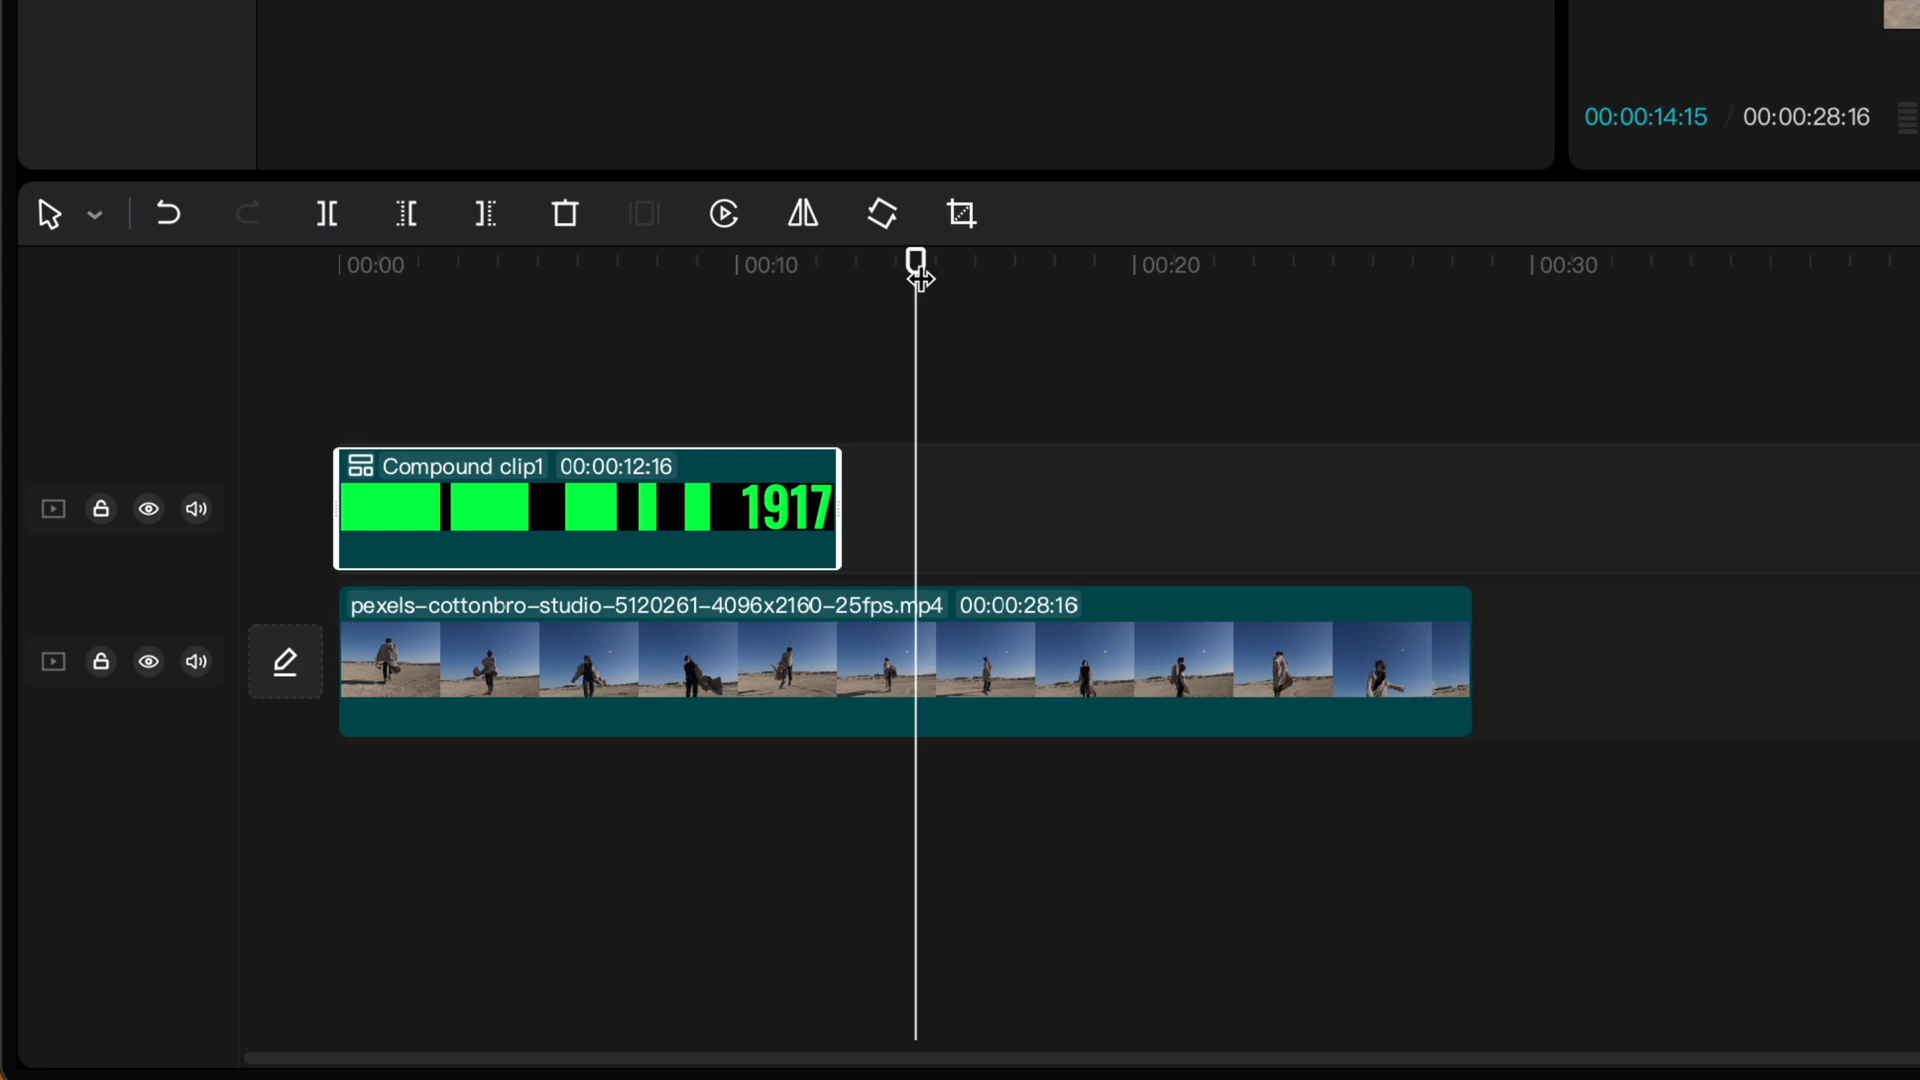 00:00:14:15 / 00:00:28:16
00:00 00:10 00:20 00:30
Compound clip1 00:00:12:16
1917
pexels-cottonbro-studio-5120261-4096x2160-25fps.mp4 00:00:28:16